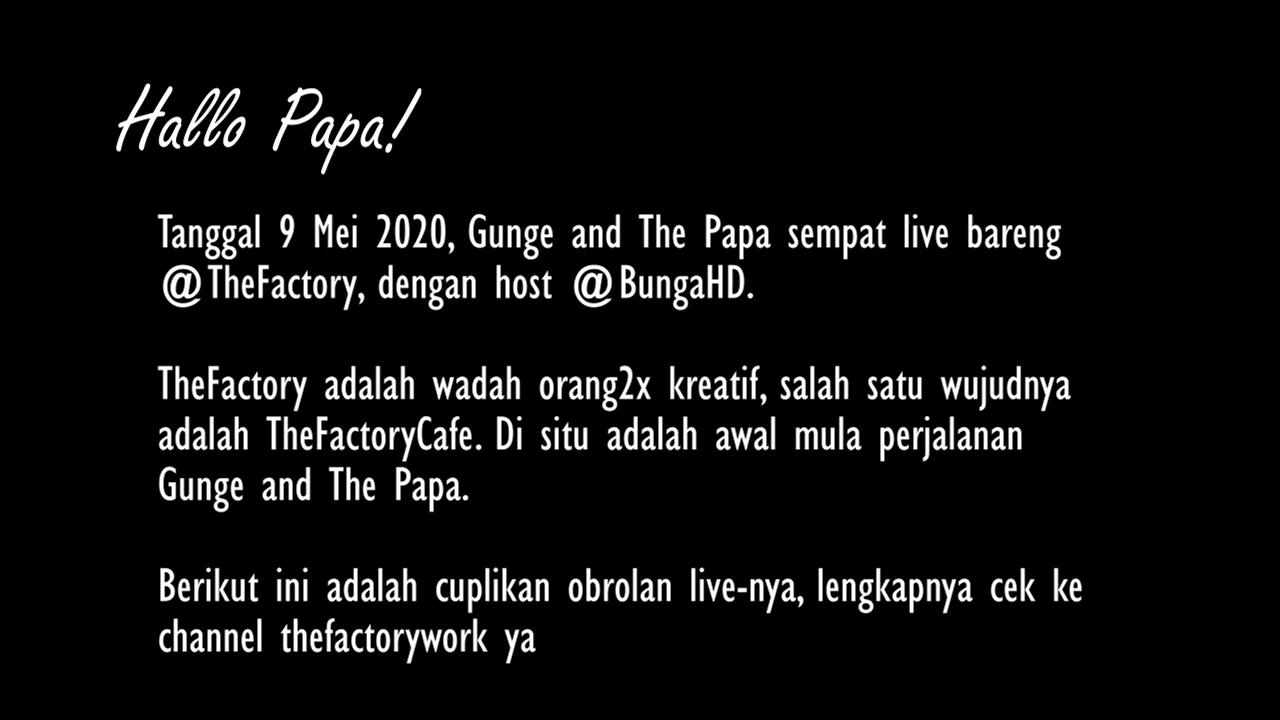 Hallo Papa!
Tanggal 9 Mei 2020, Gunge and The Papa sempat live bareng
@TheFactory, dengan host @BungaHD.
TheFactory adalah wadah orang2x kreatif, salah satu wujudnya
adalah TheFactoryCafe. Di situ adalah awal mula perjalanan
Gunge and The Papa.
Berikut ini adalah cuplikan obrolan live-nya, lengkapnya cek ke
channel thefactorywork ya